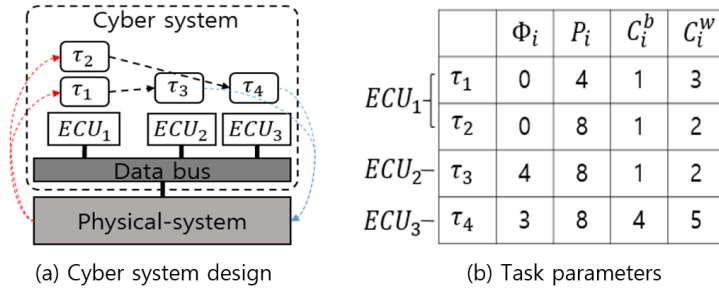 Cyber system
τ₂
τ₁ τ₃ τ₄
ECU₁ ECU₂ ECU₃
Data bus
Physical-system
(a) Cyber system design
Φᵢ Pᵢ Cᵢᵇ Cᵢʷ
ECU₁ τ₁ 0 4 1 3
τ₂ 0 8 1 2
ECU₂ τ₃ 4 8 1 2
ECU₃ τ₄ 3 8 4 5
(b) Task parameters